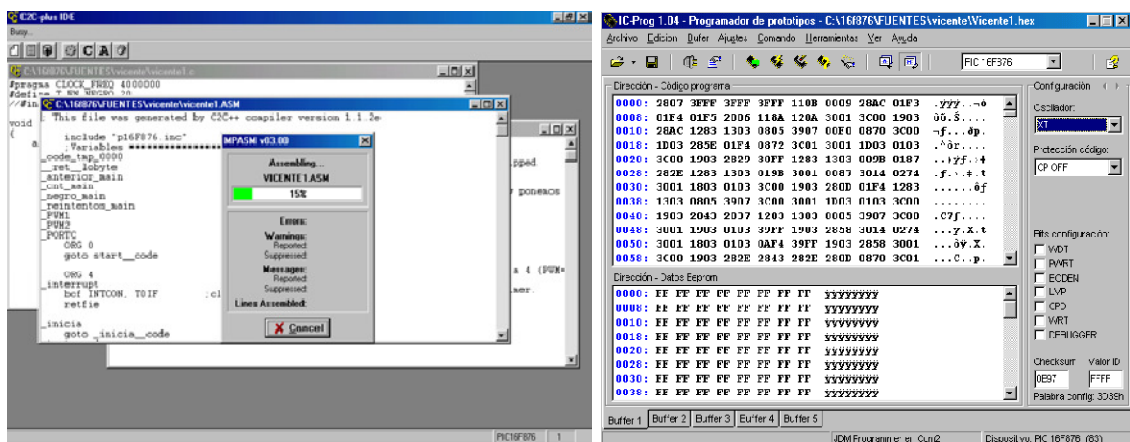 C2C-plus IDE
Busy...
C:\16F876\FUENTES\vicente\vicente1.c
#pragma CLOCK_FREQ 4000000
C:\16F876\FUENTES\vicente\vicente1.ASM
; This file was generated by C2C++ compiler version 1.1.2e
void
{
include "p16F876.inc"
_code_tmp_0000
__ret__lobyte
_anterior_main
_cnt_main
_negro_main
_reintentos_main
_PWM1
_PWM2
_PORTC
ORG 0
goto start__code
ORG 4
_interrupt
bcf INTCON, T0IF
retfie
_inicia
goto _inicia__code
MPASM v03.00
Assembling...
VICENTE1.ASM
15%
Errors:
Warnings:
Reported:
Suppressed:
Messages:
Reported:
Suppressed:
Lines Assembled:
Cancel
PIC16F876 1
IC-Prog 1.04 - Programador de prototipos - C:\16f876\FUENTES\vicente\Vicente1.hex
Archivo Edicion Bufer Ajustes Comando Herramientas Ver Ayuda
PIC 16F876
Dirección - Código programa
0000: 2807 3FFF 3FFF 3FFF 110B 0009 28AC 01F3
0008: 01F4 01F5 2006 118A 120A 3001 3C00 1903
0010: 28AC 1283 1303 0805 3907 00F0 0870 3C00
0018: 1D03 285E 01F4 0872 3C01 3001 1D03 0103
0020: 3C00 1903 2829 30FF 1283 1303 009B 0187
0028: 282E 1283 1303 019B 3001 0087 3014 0274
0030: 3001 1803 0103 3C00 1903 280D 01F4 1283
0038: 1303 0805 3907 3C00 3001 1D03 0103 3C00
0040: 1903 2043 2037 1203 1303 0005 3907 3C00
0048: 3001 1903 0103 39FF 1903 2858 3014 0274
0050: 3001 1803 0103 0AF4 39FF 1903 2858 3001
0058: 3C00 1903 282E 2843 282E 280D 0870 3C01
Dirección - Datos Eeprom
0000: FF FF FF FF FF FF FF FF ÿÿÿÿÿÿÿÿ
0008: FF FF FF FF FF FF FF FF ÿÿÿÿÿÿÿÿ
0010: FF FF FF FF FF FF FF FF ÿÿÿÿÿÿÿÿ
0018: FF FF FF FF FF FF FF FF ÿÿÿÿÿÿÿÿ
0020: FF FF FF FF FF FF FF FF ÿÿÿÿÿÿÿÿ
0028: FF FF FF FF FF FF FF FF ÿÿÿÿÿÿÿÿ
0030: FF FF FF FF FF FF FF FF ÿÿÿÿÿÿÿÿ
0038: FF FF FF FF FF FF FF FF ÿÿÿÿÿÿÿÿ
Buffer 1 Buffer 2 Buffer 3 Buffer 4 Buffer 5
Configuración
Oscilador:
XT
Protección código:
CP OFF
Bits configuración:
WDT
PWRT
BODEN
LVP
CPD
WRT
DEBUGGER
Checksum Valor ID
0E97 FFFF
Palabra config: 3D39h
JDM Programmer en Com2 Dispositivo: PIC 16F876 (63)